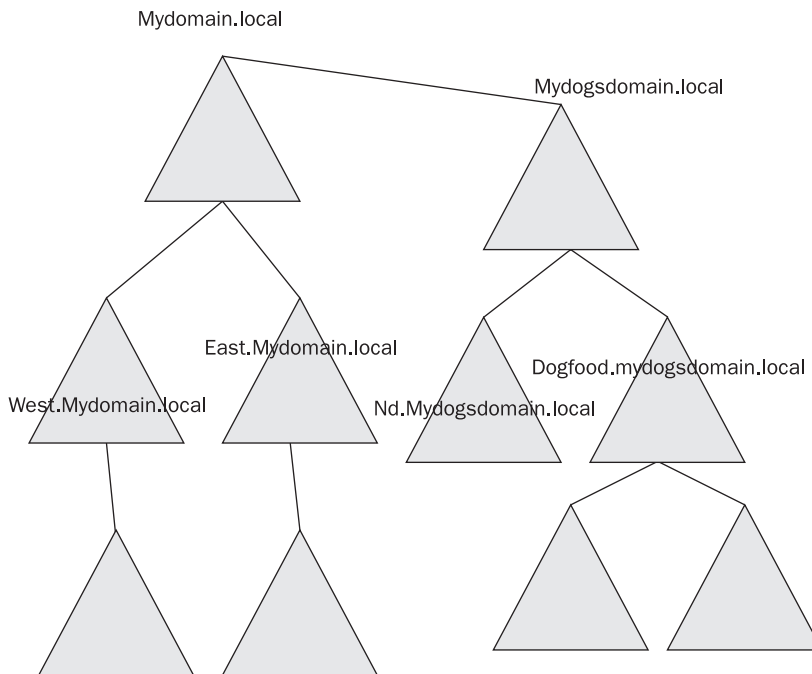 Mydomain.local
Mydogsdomain.local
East.Mydomain.local
Dogfood.mydogsdomain.local
West.Mydomain.local
Nd.Mydogsdomain.local